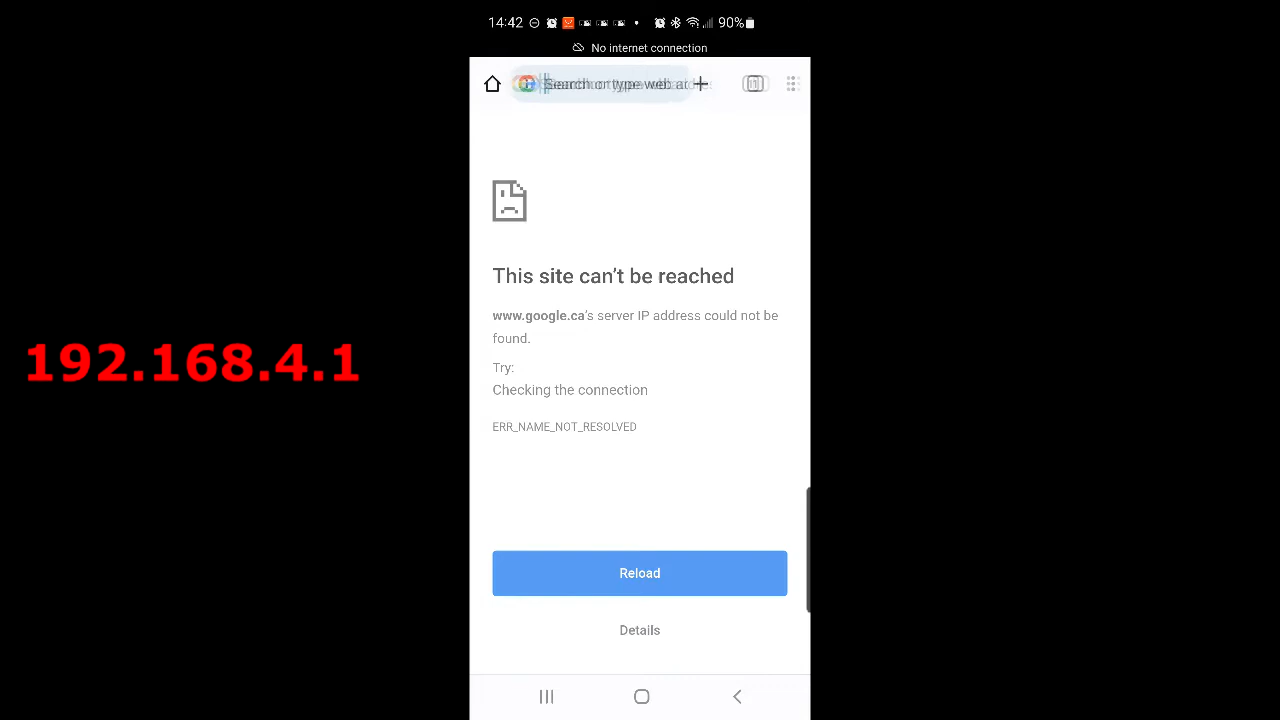 14:42
90%
No internet connection
Search or type web ad
This site can’t be reached
www.google.ca’s server IP address could not be
found.
Try:
Checking the connection
ERR_NAME_NOT_RESOLVED
192.168.4.1
Reload
Details